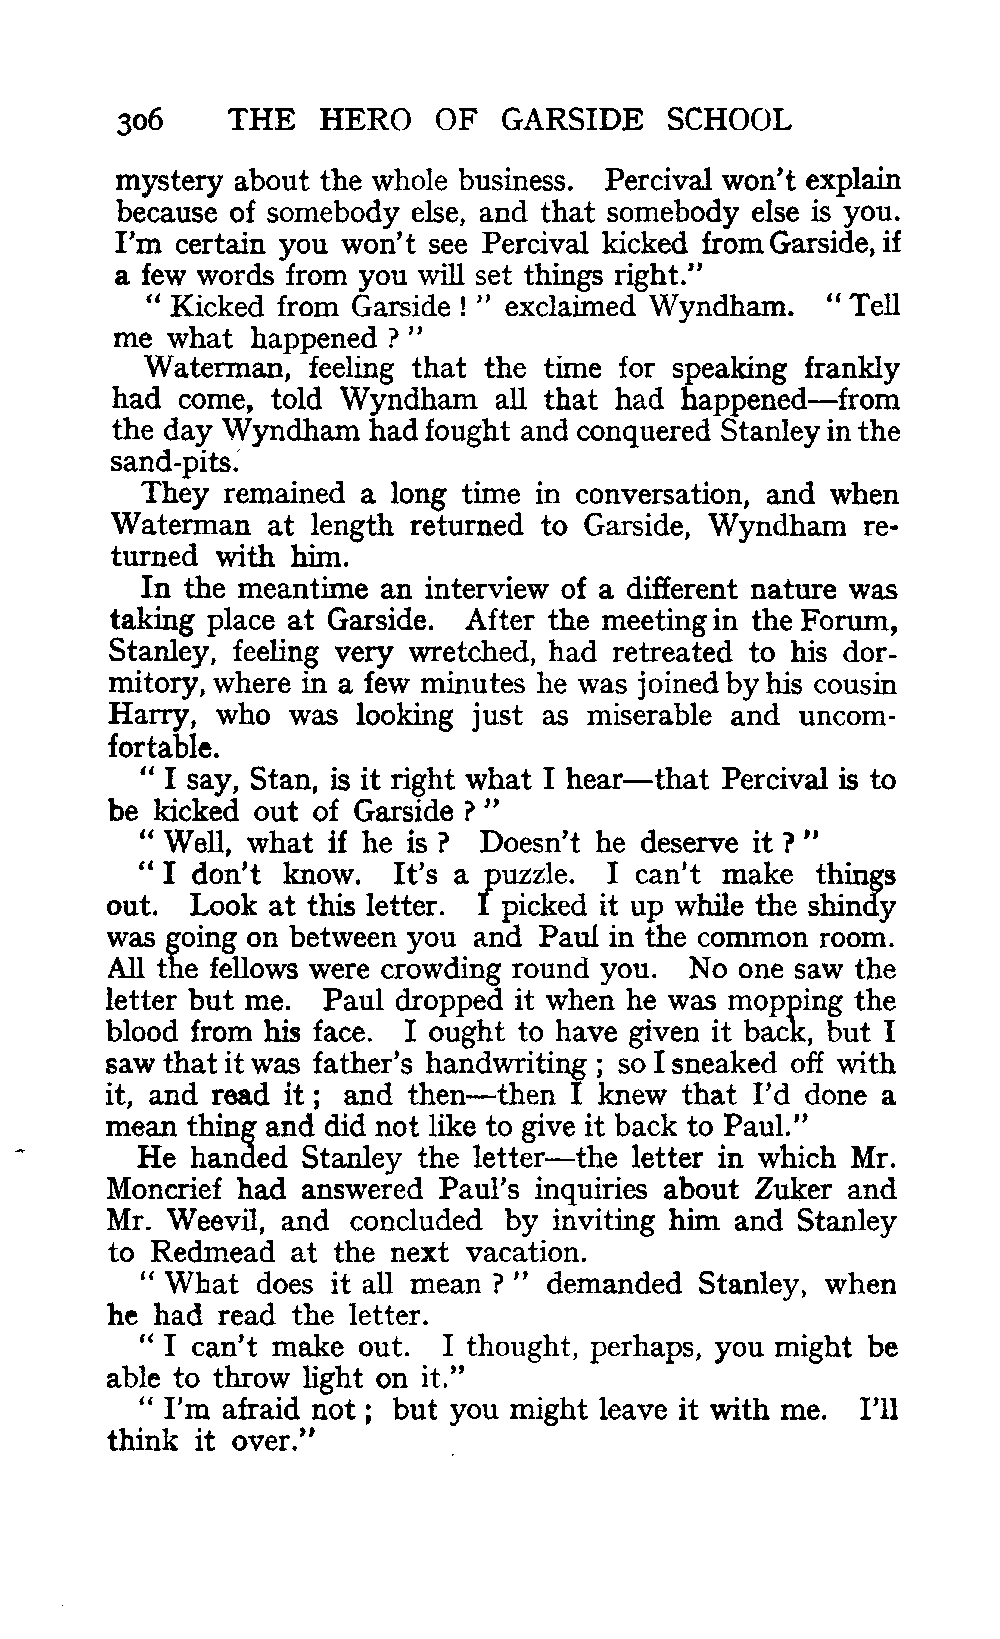 306 THE HERO OF GARSIDE SCHOOL
mystery about the whole business. Percival won't explain
because of somebody else, and that somebody else is you.
I'm certain you won't see Percival kicked from Garside, if
a few words from you will set things right."
" Kicked from Garside ! " exclaimed Wyndham. " Tell
me what happened ? "
Waterman, feeling that the time for speaking frankly
had come, told Wyndham all that had happened—from
the day Wyndham had fought and conquered Stanley in the
sand-pits.
They remained a long time in conversation, and when
Waterman at length returned to Garside, Wyndham re-
turned with him.
In the meantime an interview of a different nature was
taking place at Garside. After the meeting in the Forum,
Stanley, feeling very wretched, had retreated to his dor-
mitory, where in a few minutes he was joined by his cousin
Harry, who was looking just as miserable and uncom-
fortable.
" I say, Stan, is it right what I hear—that Percival is to
be kicked out of Garside ? "
" Well, what if he is ? Doesn't he deserve it ? "
" I don't know. It's a puzzle. I can't make things
out. Look at this letter. I picked it up while the shindy
was going on between you and Paul in the common room.
All the fellows were crowding round you. No one saw the
letter but me. Paul dropped it when he was mopping the
blood from his face. I ought to have given it back, but I
saw that it was father's handwriting ; so I sneaked off with
it, and read it ; and then—then I knew that I'd done a
mean thing and did not like to give it back to Paul."
He handed Stanley the letter—the letter in which Mr.
Moncrief had answered Paul's inquiries about Zuker and
Mr. Weevil, and concluded by inviting him and Stanley
to Redmead at the next vacation.
" What does it all mean ? " demanded Stanley, when
he had read the letter.
" I can't make out. I thought, perhaps, you might be
able to throw light on it."
" I'm afraid not ; but you might leave it with me. I'll
think it over."